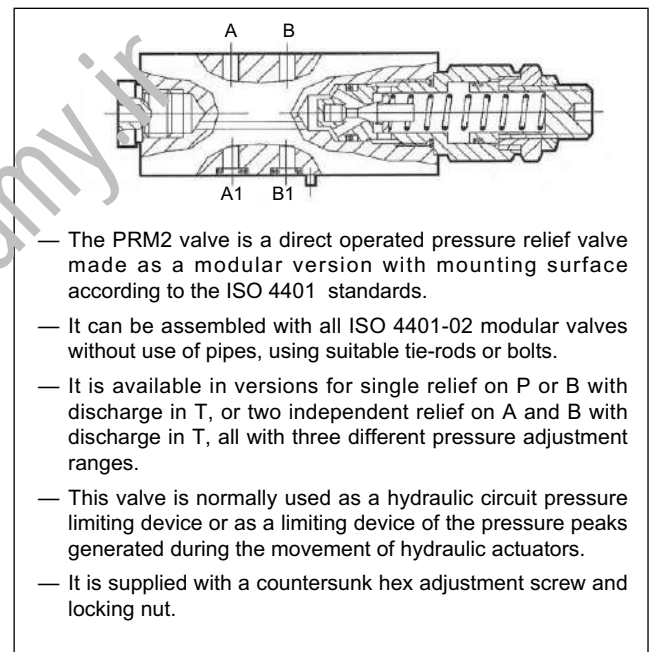 A B
A1 B1
— The PRM2 valve is a direct operated pressure relief valve
made as a modular version with mounting surface
according to the ISO 4401 standards.
— It can be assembled with all ISO 4401-02 modular valves
without use of pipes, using suitable tie-rods or bolts.
— It is available in versions for single relief on P or B with
discharge in T, or two independent relief on A and B with
discharge in T, all with three different pressure adjustment
ranges.
— This valve is normally used as a hydraulic circuit pressure
limiting device or as a limiting device of the pressure peaks
generated during the movement of hydraulic actuators.
— It is supplied with a countersunk hex adjustment screw and
locking nut.